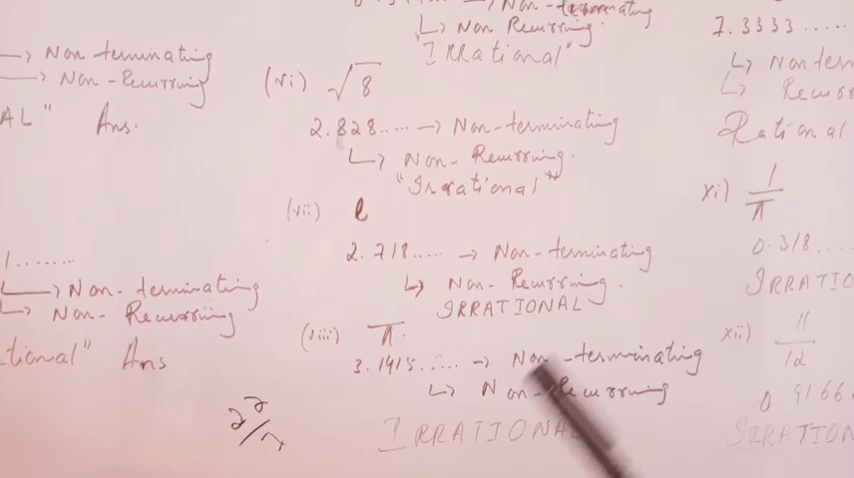 → Non-terminating
→ Non-Recurring
AL" Ans.
1.......
→ Non-terminating
→ Non-Recurring
tional" Ans
22/7
→ Non-terminating
↳ Non Recurring.
"IRRational"
(vi) √8
2.828..... → Non-terminating
↳ Non-Recurring.
"Irrational"
(vii) e
2.718..... → Non-terminating
↳ Non-Recurring.
IRRATIONAL
(viii) π
3.1415..... → Non-terminating
↳ Non-Recurring
IRRATIONAL
7.3333.....
↳ Nonter
↳ Recur
Rational
xi) 1/π
0.318....
IRRATIO
xii) 11/12
0 9166
IRRATION